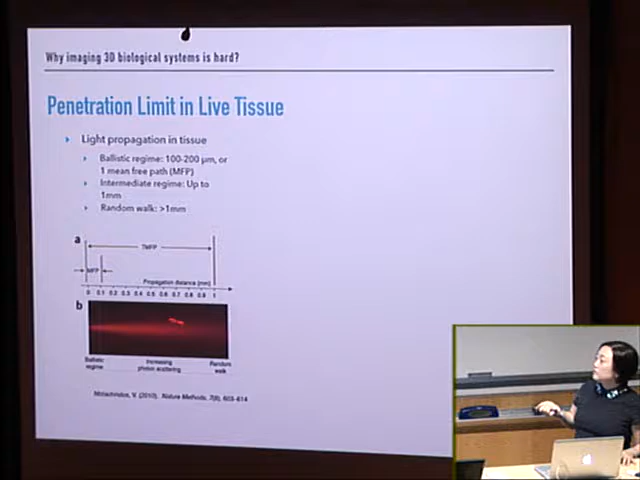 Why imaging 3D biological systems is hard?
Penetration Limit in Live Tissue
Light propagation in tissue
Ballistic regime: 100-200 µm, or
1 mean free path (MFP)
Intermediate regime: Up to
1mm
Random walk: >1mm
a
TMFP
MFP
Propagation distance (mm)
0 0.1 0.2 0.3 0.4 0.5 0.6 0.7 0.8 0.9 1
b
Ballistic
regime
Increasing
photon scattering
Random
walk
Ntziachristos, V. (2010). Nature Methods, 7(8), 603–614